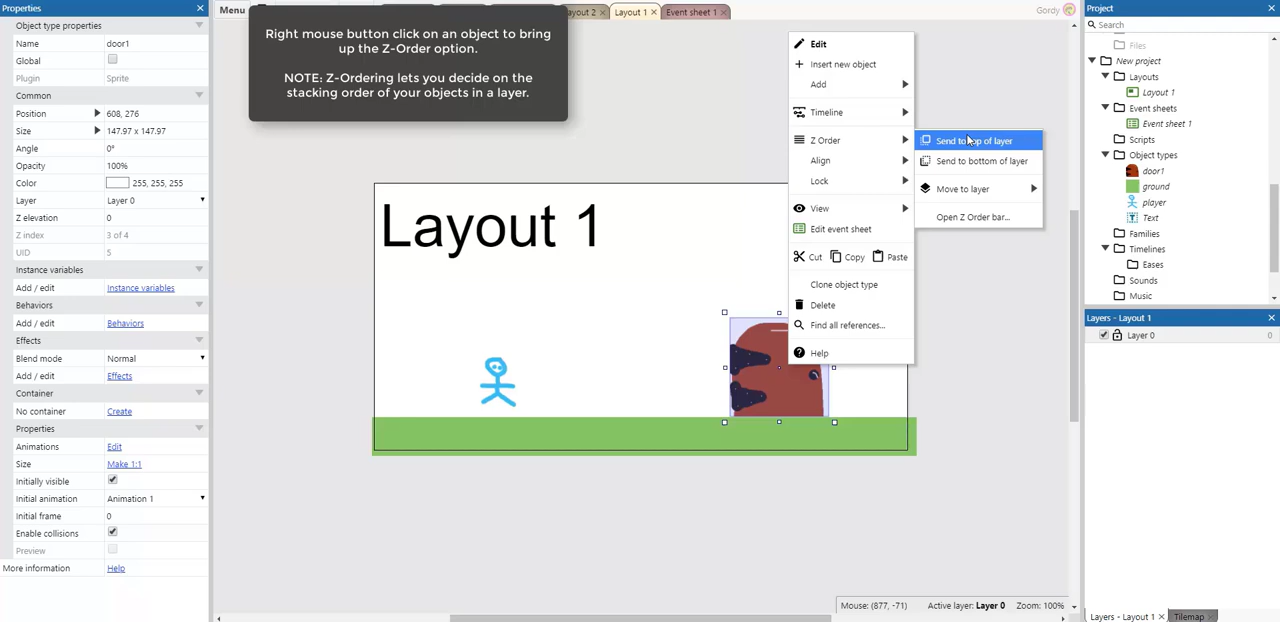 Properties
Object type properties
Name door1
Global
Plugin Sprite
Common
Position 608, 276
Size 147.97 x 147.97
Angle 0°
Opacity 100%
Color 255, 255, 255
Layer Layer 0
Z elevation 0
Z index 3 of 4
UID 5
Instance variables
Add / edit Instance variables
Behaviors
Add / edit Behaviors
Effects
Blend mode Normal
Add / edit Effects
Container
No container Create
Properties
Animations Edit
Size Make 1:1
Initially visible
Initial animation Animation 1
Initial frame 0
Enable collisions
Preview
More information Help
Menu
Layout 2
Layout 1
Event sheet 1
Gordy
Right mouse button click on an object to bring
up the Z-Order option.
NOTE: Z-Ordering lets you decide on the
stacking order of your objects in a layer.
Layout 1
Edit
Insert new object
Add
Timeline
Z Order
Align
Lock
View
Edit event sheet
Cut Copy Paste
Clone object type
Delete
Find all references...
Help
Send to top of layer
Send to bottom of layer
Move to layer
Open Z Order bar...
Mouse: (877, -71) Active layer: Layer 0 Zoom: 100%
Project
Search
Files
New project
Layouts
Layout 1
Event sheets
Event sheet 1
Scripts
Object types
door1
ground
player
Text
Families
Timelines
Eases
Sounds
Music
Layers - Layout 1
Layer 0 0
Layers - Layout 1
Tilemap